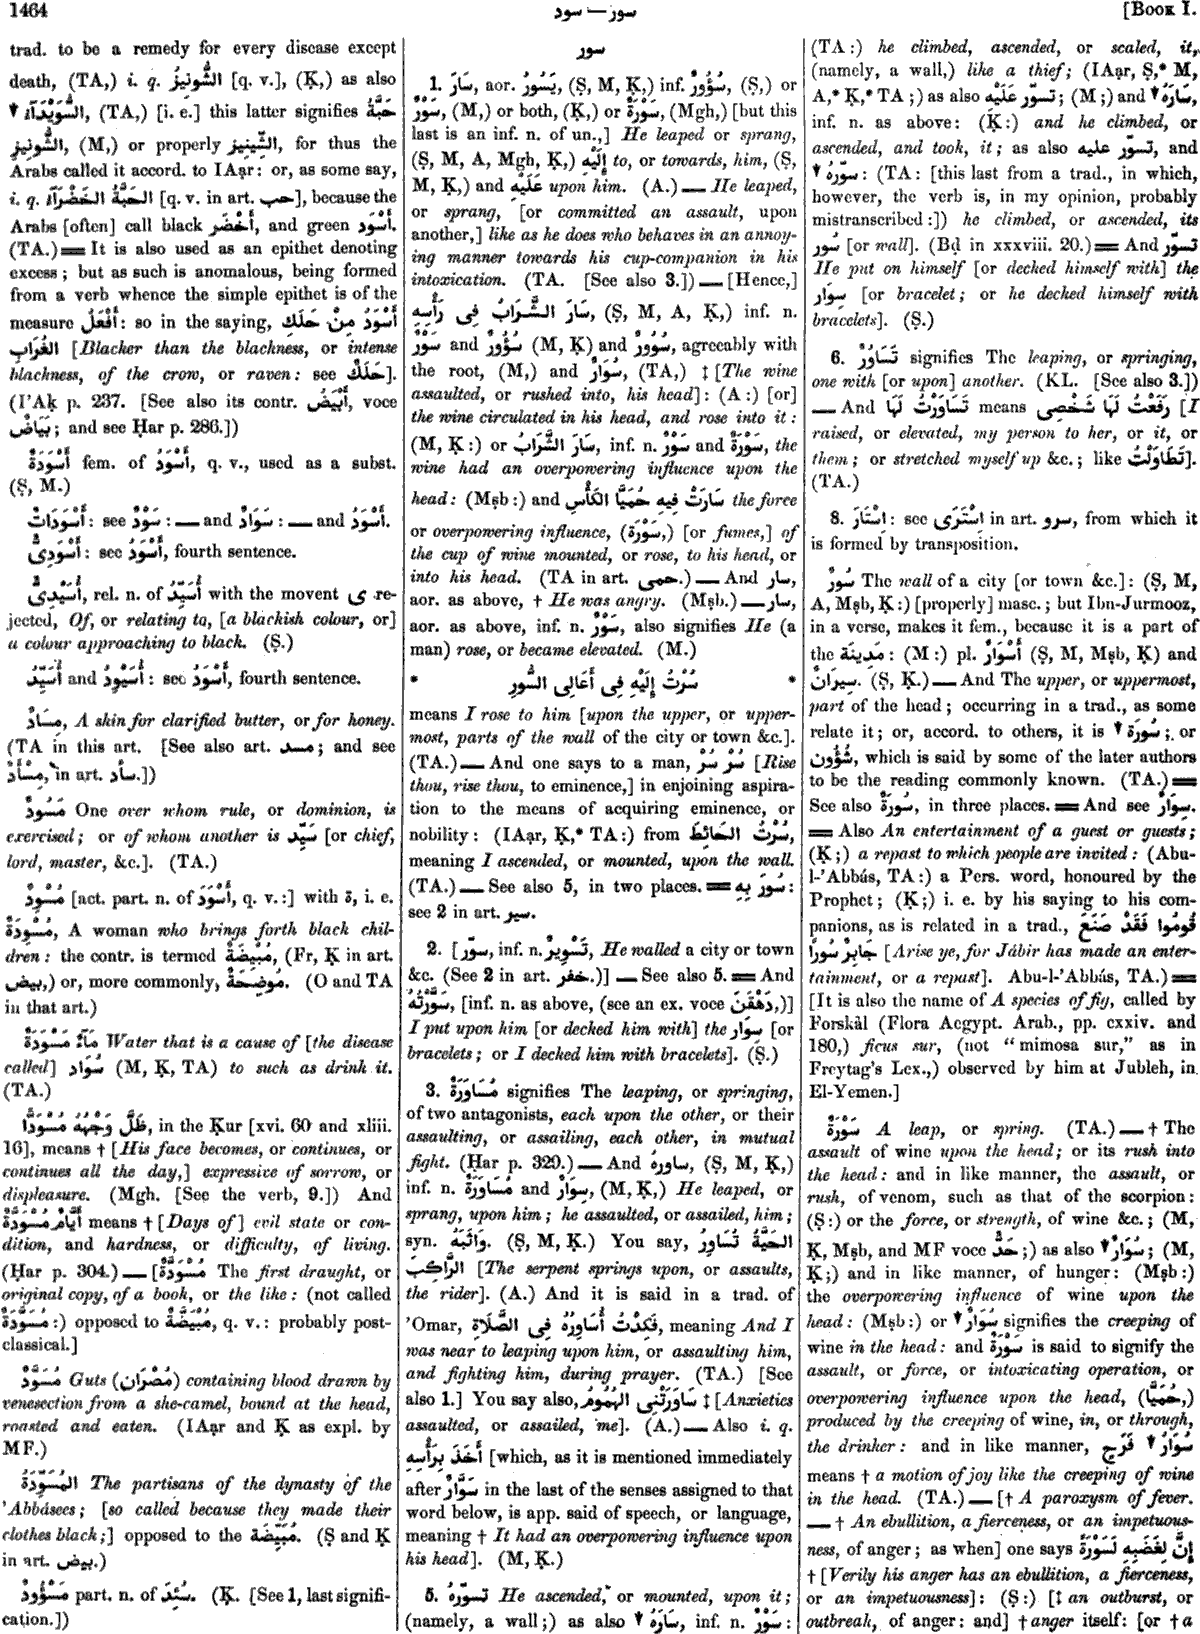 1464
سود — سور
[BOOK I.
trad. to be a remedy for every disease except
death, (TA,) i. q. الشُّونِيزُ [q. v.], (Ḳ,) as also
▼ السُّوَيْدَآءُ, (TA,) [i. e.] this latter signifies حَبَّةُ
الشُّونِيزِ, (M,) or properly الشِّينِيزِ, for thus the
Arabs called it accord. to IAạr: or, as some say,
i. q. الحَبَّةُ الخَضْرَآءُ [q. v. in art. حب], because the
Arabs [often] call black أَخْضَر, and green أَسْوَد.
(TA.) ＝ It is also used as an epithet denoting
excess; but as such is anomalous, being formed
from a verb whence the simple epithet is of the
measure أَفْعَلُ: so in the saying, أَسْوَدُ مِنْ حَلَكِ
الغُرَابِ [Blacker than the blackness, or intense
blackness, of the crow, or raven: see حَلَكٌ].
(I'Aḳ p. 237. [See also its contr. أَبْيَضُ, voce
بَيَاضٌ; and see Ḥar p. 286.])
أَسْوَدَةٌ fem. of أَسْوَدُ, q. v., used as a subst.
(Ṣ, M.)
أَسْوَدَاتٌ: see سَوْدٌ: — and سَوَادٌ: — and أَسْوَدُ.
أَسْوَدِىٌّ: see أَسْوَدُ, fourth sentence.
أُسَيْدِىٌّ, rel. n. of أُسَيِّدُ with the movent ى re-
jected, Of, or relating to, [a blackish colour, or]
a colour approaching to black. (Ṣ.)
أُسَيِّدُ and أُسَيْوِدُ: see أَسْوَدُ, fourth sentence.
مِسَادٌ, A skin for clarified butter, or for honey.
(TA in this art. [See also art. مسد; and see
مِسْأَدٌ, in art. سأد.])
مَسُودٌ One over whom rule, or dominion, is
exercised; or of whom another is سَيِّد [or chief,
lord, master, &c.]. (TA.)
مُسْوِدٌ [act. part. n. of أَسْوَدَ, q. v.:] with ة, i. e.
مُسْوِدَةٌ, A woman who brings forth black chil-
dren: the contr. is termed مُبْيِضَةٌ, (Fr, Ḳ in art.
بيض,) or, more commonly, مُوضِحَةٌ. (O and TA
in that art.)
مَآءٌ مَسْوَدَةٌ Water that is a cause of [the disease
called] سُوَاد (M, Ḳ, TA) to such as drink it.
(TA.)
ظَلَّ وَجْهُهُ مُسْوَدًّا, in the Ḳur [xvi. 60 and xliii.
16], means † [His face becomes, or continues, or
continues all the day,] expressive of sorrow, or
displeasure. (Mgh. [See the verb, 9.]) And
أَيَّامٌ مُسْوَدَّةٌ means † [Days of] evil state or con-
dition, and hardness, or difficulty, of living.
(Ḥar p. 304.) — [مُسْوَدَّةٌ The first draught, or
original copy, of a book, or the like: (not called
مُسَوَّدَةٌ:) opposed to مُبَيَّضَةٌ, q. v.: probably post-
classical.]
مُسَوَّدٌ Guts (مُصْرَان) containing blood drawn by
venesection from a she-camel, bound at the head,
roasted and eaten. (IAạr and Ḳ as expl. by
MF.)
المُسَوِّدَةُ The partisans of the dynasty of the
'Abbásees; [so called because they made their
clothes black;] opposed to the مُبَيِّضَة. (Ṣ and Ḳ
in art. بيض.)
مَسْؤُودٌ part. n. of سُئِدَ. (Ḳ. [See 1, last signifi-
cation.])
سور
1. سَارَ, aor. يَسُورُ, (Ṣ, M, Ḳ,) inf. سُؤُورٌ, (Ṣ,) or
سَوْرٌ, (M,) or both, (Ḳ,) or سَوْرَةٌ, (Mgh,) [but this
last is an inf. n. of un.,] He leaped or sprang,
(Ṣ, M, A, Mgh, Ḳ,) إِلَيْهِ to, or towards, him, (Ṣ,
M, Ḳ,) and عَلَيْهِ upon him. (A.) — He leaped,
or sprang, [or committed an assault, upon
another,] like as he does who behaves in an annoy-
ing manner towards his cup-companion in his
intoxication. (TA. [See also 3.]) — [Hence,]
سَارَ الشَّرَابُ فِى رَأْسِهِ, (Ṣ, M, A, Ḳ,) inf. n.
سَوْرٌ and سُؤُورٌ (M, Ḳ) and سُوُورٌ, agreeably with
the root, (M,) and سُوَارٌ, (TA,) ‡ [The wine
assaulted, or rushed into, his head]: (A:) [or]
the wine circulated in his head, and rose into it:
(M, Ḳ:) or سَارَ الشَّرَابُ, inf. n. سَوْرٌ and سَوْرَةٌ, the
wine had an overpowering influence upon the
head: (Mṣb:) and سَارَتْ فِيهِ حُمَيَّا الكَأْسِ the force
or overpowering influence, (سَوْرَة,) [or fumes,] of
the cup of wine mounted, or rose, to his head, or
into his head. (TA in art. حمى.) — And سار,
aor. as above, † He was angry. (Mṣb.) — سار,
aor. as above, inf. n. سَوْرٌ, also signifies He (a
man) rose, or became elevated. (M.)
* سُرْتُ إِلَيْهِ فِى أَعَالِى السُّورِ *
means I rose to him [upon the upper, or upper-
most, parts of the wall of the city or town &c.].
(TA.) — And one says to a man, سُرْ سُرْ [Rise
thou, rise thou, to eminence,] in enjoining aspira-
tion to the means of acquiring eminence, or
nobility: (IAạr, Ḳ,* TA:) from سُرْتُ الحَائِطَ,
meaning I ascended, or mounted, upon the wall.
(TA.) — See also 5, in two places. ＝ سُورَ بِهِ:
see 2 in art. سير.
2. [سوّر, inf. n. تَسْوِيرٌ, He walled a city or town
&c. (See 2 in art. خفر.)] — See also 5. ＝ And
سَوَّرْتُهُ, [inf. n. as above, (see an ex. voce دَهْقَنَ,)]
I put upon him [or decked him with] the سِوَار [or
bracelets; or I decked him with bracelets]. (Ṣ.)
3. مُسَاوَرَةٌ signifies The leaping, or springing,
of two antagonists, each upon the other, or their
assaulting, or assailing, each other, in mutual
fight. (Ḥar p. 329.) — And ساورهُ, (Ṣ, M, Ḳ,)
inf. n. مُسَاوَرَةٌ and سِوَارٌ, (M, Ḳ,) He leaped, or
sprang, upon him; he assaulted, or assailed, him;
syn. وَاثَبَهُ. (Ṣ, M, Ḳ.) You say, الحَيَّةُ تُسَاوِرُ
الرَّاكِبَ [The serpent springs upon, or assaults,
the rider]. (A.) And it is said in a trad. of
'Omar, فَكِدْتُ أُسَاوِرُهُ فِى الصَّلَاةِ, meaning And I
was near to leaping upon him, or assaulting him,
and fighting him, during prayer. (TA.) [See
also 1.] You say also, سَاوَرَتْنِى الهُمُومُ ‡ [Anxieties
assaulted, or assailed, me]. (A.) — Also i. q.
أَخَذَ بِرَأْسِهِ [which, as it is mentioned immediately
after سَوَّارٌ in the last of the senses assigned to that
word below, is app. said of speech, or language,
meaning † It had an overpowering influence upon
his head]. (M, Ḳ.)
5. تسوّرهُ He ascended, or mounted, upon it;
(namely, a wall;) as also ▼ سَارَهُ, inf. n. سَوْرٌ:
(TA:) he climbed, ascended, or scaled, it,
(namely, a wall,) like a thief; (IAạr, Ṣ,* M,
A,* Ḳ,* TA;) as also تسوّر عَلَيْهِ; (M;) and ▼ سَارَهُ,
inf. n. as above: (Ḳ:) and he climbed, or
ascended, and took, it; as also تسوّر عليه, and
▼ سوّرهُ: (TA: [this last from a trad., in which,
however, the verb is, in my opinion, probably
mistranscribed:]) he climbed, or ascended, its
سُور [or wall]. (Bḍ in xxxviii. 20.) ＝ And تسوّر
He put on himself [or decked himself with] the
سِوَار [or bracelet; or he decked himself with
bracelets]. (Ṣ.)
6. تَسَاوُرٌ signifies The leaping, or springing,
one with [or upon] another. (KL. [See also 3.])
— And تَسَاوَرْتُ لَهَا means رَفَعْتُ لَهَا شَخْصِى [I
raised, or elevated, my person to her, or it, or
them; or stretched myself up &c.; like تَطَاوَلْتُ].
(TA.)
8. اِسْتَارَ: see اِسْتَرَى in art. سرو, from which it
is formed by transposition.
سُورٌ The wall of a city [or town &c.]: (Ṣ, M,
A, Mṣb, Ḳ:) [properly] masc.; but Ibn-Jurmooz,
in a verse, makes it fem., because it is a part of
the مَدِينَة: (M:) pl. أَسْوَارٌ (Ṣ, M, Mṣb, Ḳ) and
سِيرَانٌ. (Ṣ, Ḳ.) — And The upper, or uppermost,
part of the head; occurring in a trad., as some
relate it; or, accord. to others, it is ▼ سُورَة; or
شُؤُون, which is said by some of the later authors
to be the reading commonly known. (TA.) ＝
See also سُورَةٌ, in three places. ＝ And see سِوَارٌ.
＝ Also An entertainment of a guest or guests;
(Ḳ;) a repast to which people are invited: (Abu-
l-'Abbás, TA:) a Pers. word, honoured by the
Prophet; (Ḳ;) i. e. by his saying to his com-
panions, as is related in a trad., قُومُوا فَقَدْ صَنَعَ
جَابِرٌ سُورًا [Arise ye, for Jábir has made an enter-
tainment, or a repast]. Abu-l-'Abbás, TA.) ＝
[It is also the name of A species of fig, called by
Forskål (Flora Aegypt. Arab., pp. cxxiv. and
180,) ficus sur, (not "mimosa sur," as in
Freytag's Lex.,) observed by him at Jubleh, in
El-Yemen.]
سَوْرَةٌ A leap, or spring. (TA.) — † The
assault of wine upon the head; or its rush into
the head: and in like manner, the assault, or
rush, of venom, such as that of the scorpion:
(Ṣ:) or the force, or strength, of wine &c.; (M,
Ḳ, Mṣb, and MF voce حَدٌّ;) as also ▼ سُوَارٌ; (M,
Ḳ;) and in like manner, of hunger: (Mṣb:)
the overpowering influence of wine upon the
head: (Mṣb:) or ▼ سُوَارٌ signifies the creeping of
wine in the head: and سَوْرَةٌ is said to signify the
assault, or force, or intoxicating operation, or
overpowering influence upon the head, (حُمَيَّا,)
produced by the creeping of wine, in, or through,
the drinker: and in like manner, سُوَارُ ▼ فَرَحٍ
means † a motion of joy like the creeping of wine
in the head. (TA.) — [† A paroxysm of fever.
— † An ebullition, a fierceness, or an impetuous-
ness, of anger; as when] one says إِنَّ لِغَضَبِهِ لَسَوْرَةً
† [Verily his anger has an ebullition, a fierceness,
or an impetuousness]: (Ṣ:) [‡ an outburst, or
outbreak, of anger: and] † anger itself: [or † a